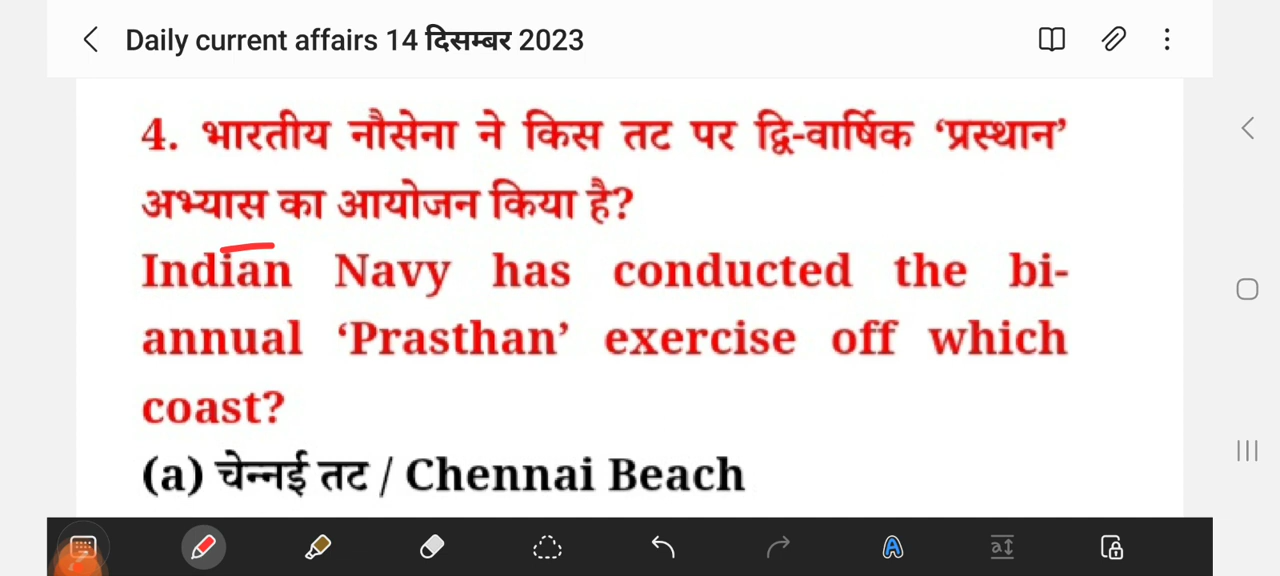 Daily current affairs 14 दिसम्बर 2023
4. भारतीय नौसेना ने किस तट पर द्वि-वार्षिक ‘प्रस्थान’
अभ्यास का आयोजन किया है?
Indian Navy has conducted the bi-
annual ‘Prasthan’ exercise off which
coast?
(a) चेन्नई तट / Chennai Beach